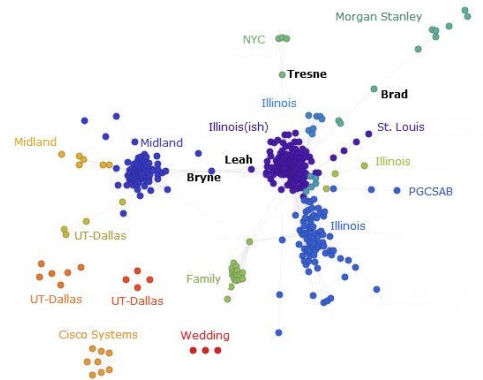 Morgan Stanley
NYC
Tresne
Brad
Illinois
Illinois(ish)
St. Louis
Midland
Midland
Leah
Illinois
Bryne
PGCSAB
Illinois
UT-Dallas
Family
UT-Dallas
UT-Dallas
Cisco Systems
Wedding